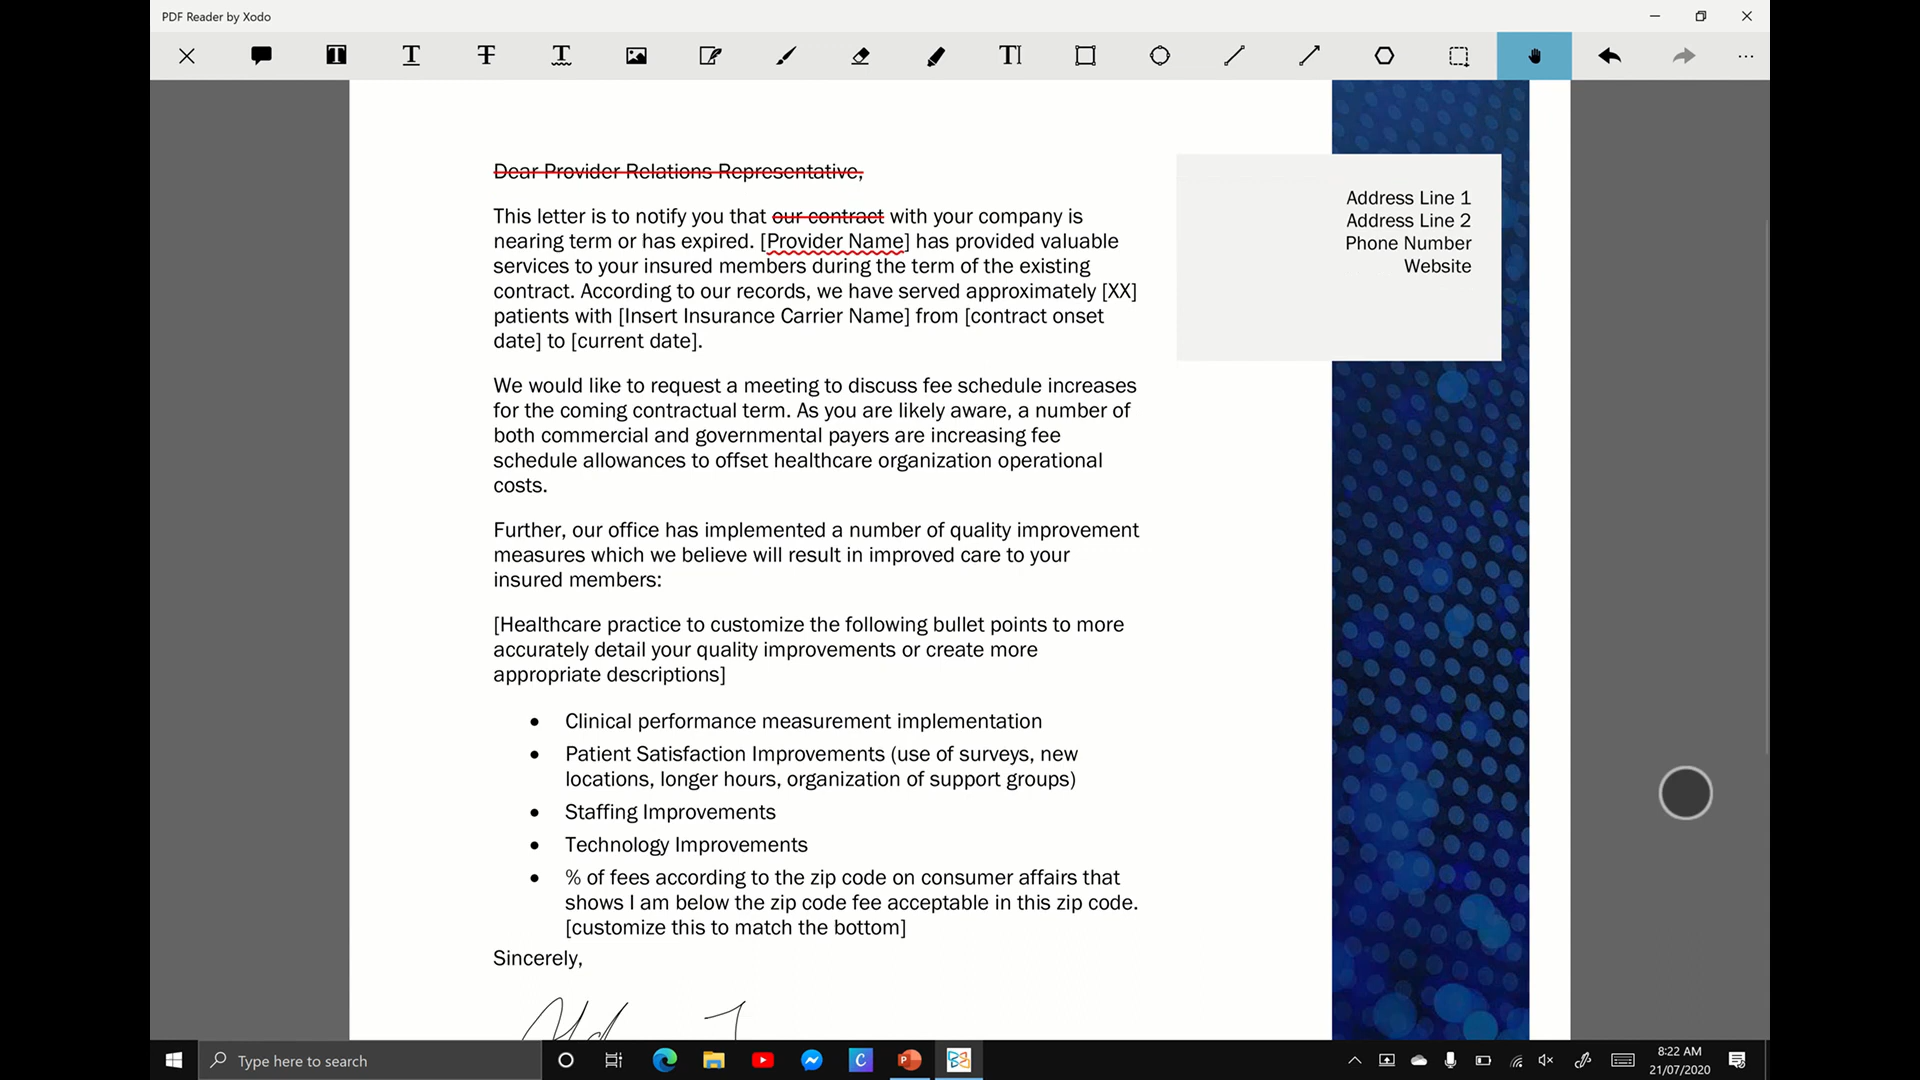 PDF Reader by Xodo
Dear Provider Relations Representative,
This letter is to notify you that our contract with your company is
nearing term or has expired. [Provider Name] has provided valuable
services to your insured members during the term of the existing
contract. According to our records, we have served approximately [XX]
patients with [Insert Insurance Carrier Name] from [contract onset
date] to [current date].
We would like to request a meeting to discuss fee schedule increases
for the coming contractual term. As you are likely aware, a number of
both commercial and governmental payers are increasing fee
schedule allowances to offset healthcare organization operational
costs.
Further, our office has implemented a number of quality improvement
measures which we believe will result in improved care to your
insured members:
[Healthcare practice to customize the following bullet points to more
accurately detail your quality improvements or create more
appropriate descriptions]
• Clinical performance measurement implementation
• Patient Satisfaction Improvements (use of surveys, new
locations, longer hours, organization of support groups)
• Staffing Improvements
• Technology Improvements
• % of fees according to the zip code on consumer affairs that
shows I am below the zip code fee acceptable in this zip code.
[customize this to match the bottom]
Sincerely,
Address Line 1
Address Line 2
Phone Number
Website
Type here to search
8:22 AM
21/07/2020